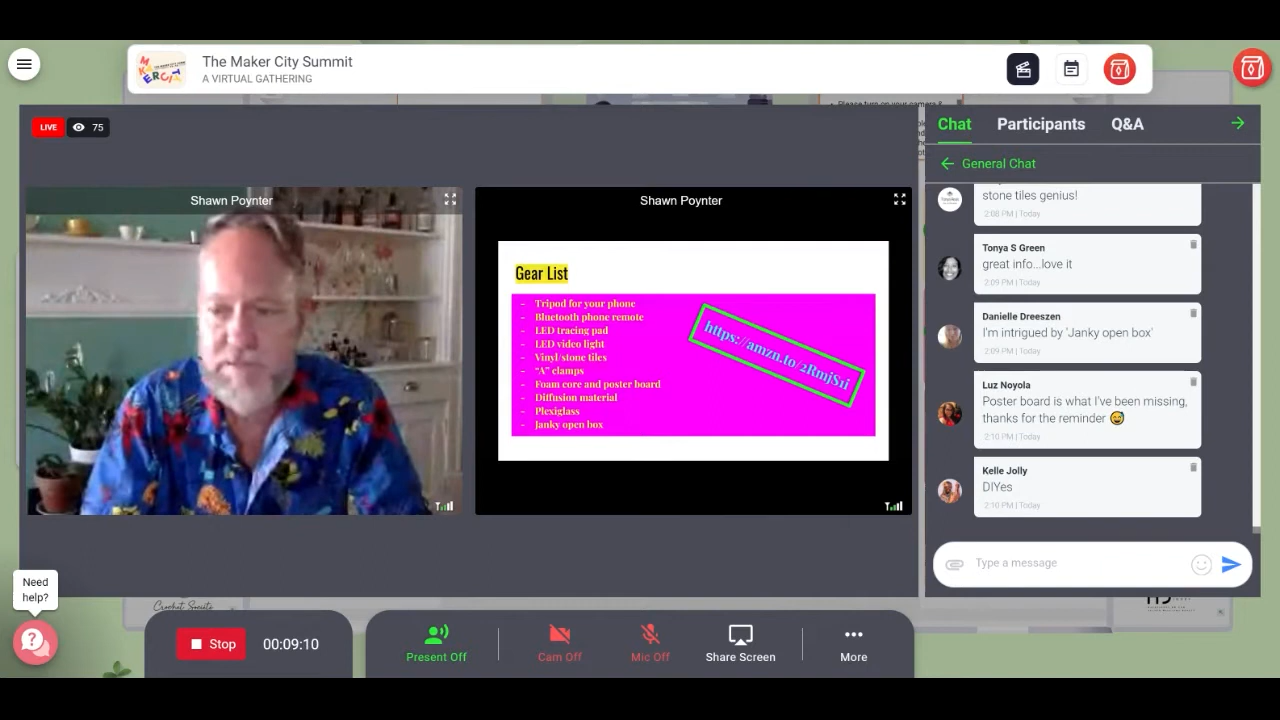 The Maker City Summit
A VIRTUAL GATHERING
LIVE
75
Shawn Poynter
Shawn Poynter
Gear List
- Tripod for your phone
- Bluetooth phone remote
- LED tracing pad
- LED video light
- Vinyl/stone tiles
- “A” clamps
- Foam core and poster board
- Diffusion material
- Plexiglass
- Janky open box
https://amzn.to/2RmjS1i
Chat
Participants
Q&A
General Chat
stone tiles genius!
2:08 PM | Today
Tonya S Green
great info...love it
2:09 PM | Today
Danielle Dreeszen
I'm intrigued by 'Janky open box'
2:09 PM | Today
Luz Noyola
Poster board is what I've been missing,
thanks for the reminder 😅
2:10 PM | Today
Kelle Jolly
DIYes
2:10 PM | Today
Type a message
Need
help?
Crochet Society
Stop
00:09:10
Present Off
Cam Off
Mic Off
Share Screen
More